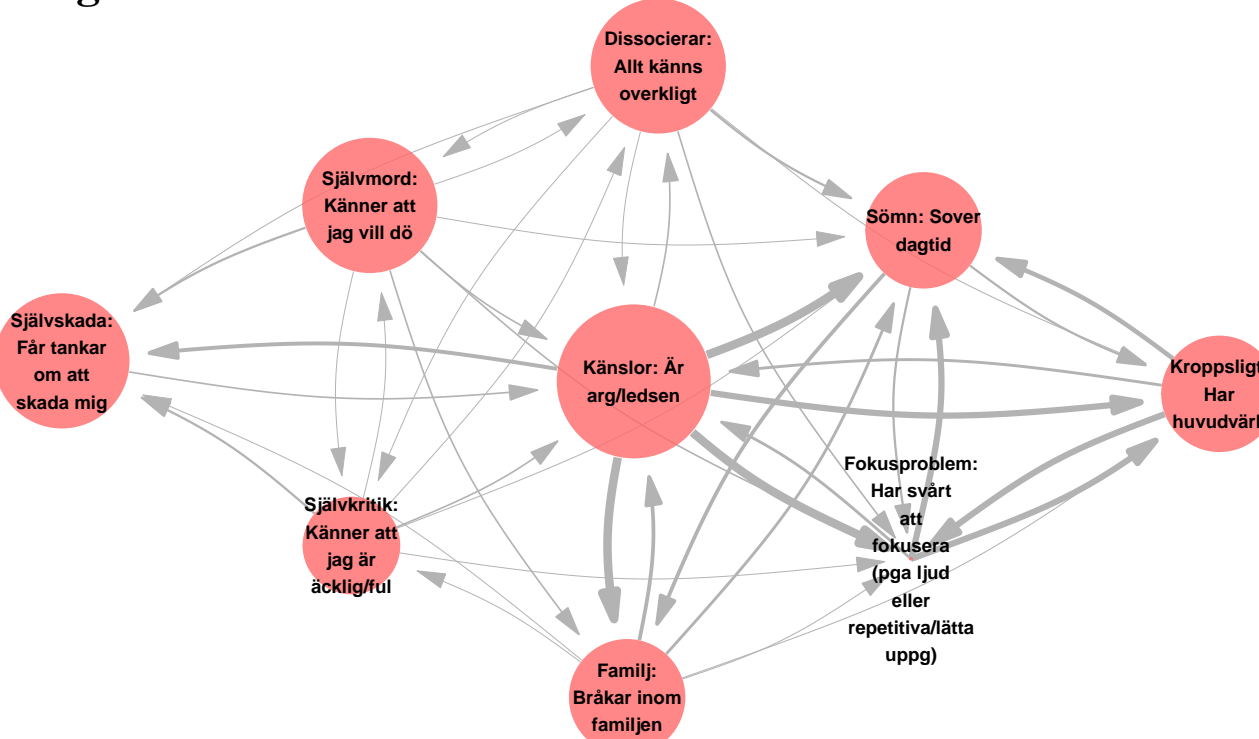 g
Dissocierar:
Allt känns
overkligt
Självmord:
Känner att
jag vill dö
Sömn: Sover
dagtid
Självskada:
Får tankar
om att
skada mig
Känslor: Är
arg/ledsen
Kroppsligt
Har
huvudvärk
Fokusproblem:
Har svårt
att
fokusera
(pga ljud
eller
repetitiva/lätta
uppg)
Självkritik:
Känner att
jag är
äcklig/ful
Familj:
Bråkar inom
familjen